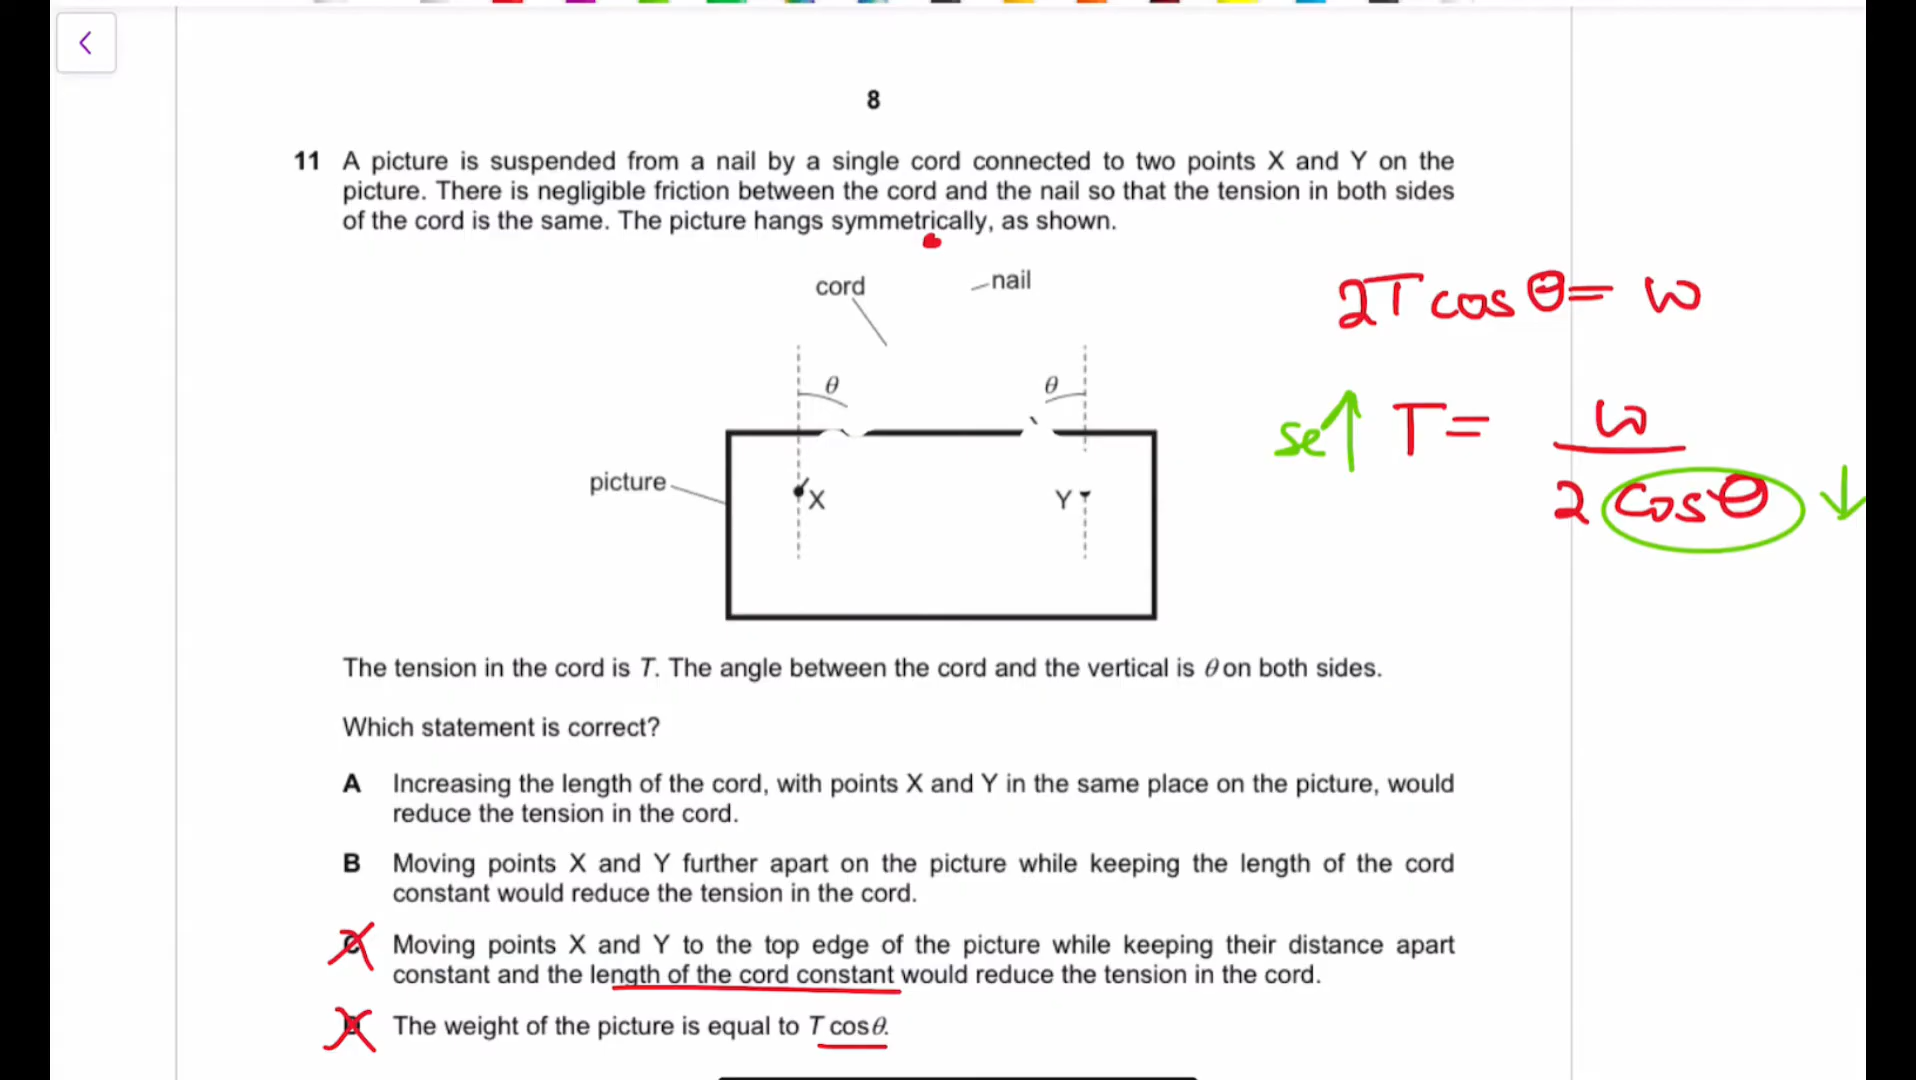 8
11 A picture is suspended from a nail by a single cord connected to two points X and Y on the
picture. There is negligible friction between the cord and the nail so that the tension in both sides
of the cord is the same. The picture hangs symmetrically, as shown.
cord
nail
2T cos θ = W
θ
θ
se↑ T = W
2 cos θ ↓
picture
X
Y
The tension in the cord is T. The angle between the cord and the vertical is θ on both sides.
Which statement is correct?
A Increasing the length of the cord, with points X and Y in the same place on the picture, would
reduce the tension in the cord.
B Moving points X and Y further apart on the picture while keeping the length of the cord
constant would reduce the tension in the cord.
Moving points X and Y to the top edge of the picture while keeping their distance apart
constant and the length of the cord constant would reduce the tension in the cord.
The weight of the picture is equal to T cos θ.